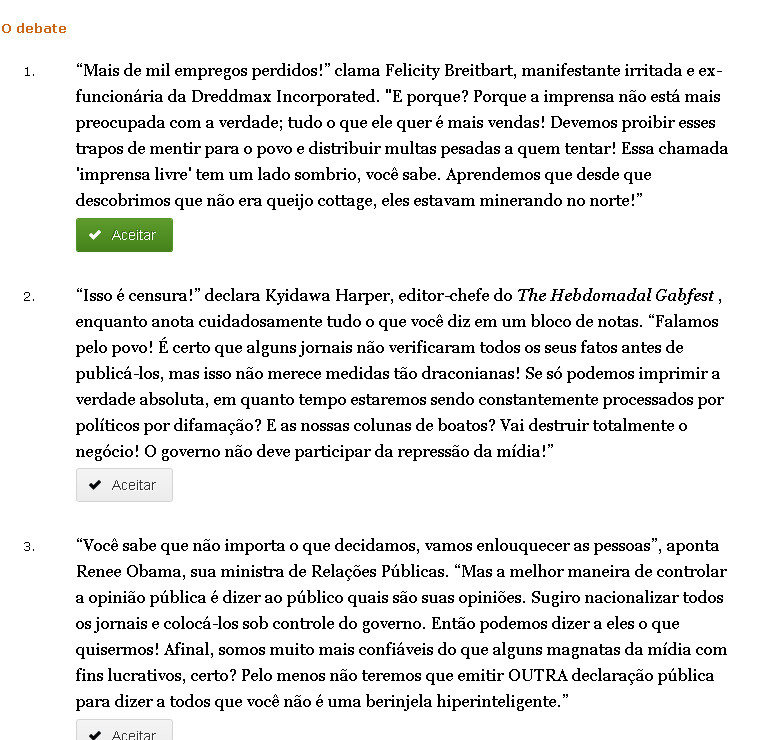 O debate
1. “Mais de mil empregos perdidos!” clama Felicity Breitbart, manifestante irritada e ex-
funcionária da Dreddmax Incorporated. "E porque? Porque a imprensa não está mais
preocupada com a verdade; tudo o que ele quer é mais vendas! Devemos proibir esses
trapos de mentir para o povo e distribuir multas pesadas a quem tentar! Essa chamada
'imprensa livre' tem um lado sombrio, você sabe. Aprendemos que desde que
descobrimos que não era queijo cottage, eles estavam minerando no norte!”
Aceitar
2. “Isso é censura!” declara Kyidawa Harper, editor-chefe do The Hebdomadal Gabfest ,
enquanto anota cuidadosamente tudo o que você diz em um bloco de notas. “Falamos
pelo povo! É certo que alguns jornais não verificaram todos os seus fatos antes de
publicá-los, mas isso não merece medidas tão draconianas! Se só podemos imprimir a
verdade absoluta, em quanto tempo estaremos sendo constantemente processados por
políticos por difamação? E as nossas colunas de boatos? Vai destruir totalmente o
negócio! O governo não deve participar da repressão da mídia!”
Aceitar
3. “Você sabe que não importa o que decidamos, vamos enlouquecer as pessoas”, aponta
Renee Obama, sua ministra de Relações Públicas. “Mas a melhor maneira de controlar
a opinião pública é dizer ao público quais são suas opiniões. Sugiro nacionalizar todos
os jornais e colocá-los sob controle do governo. Então podemos dizer a eles o que
quisermos! Afinal, somos muito mais confiáveis do que alguns magnatas da mídia com
fins lucrativos, certo? Pelo menos não teremos que emitir OUTRA declaração pública
para dizer a todos que você não é uma berinjela hiperinteligente.”
Aceitar